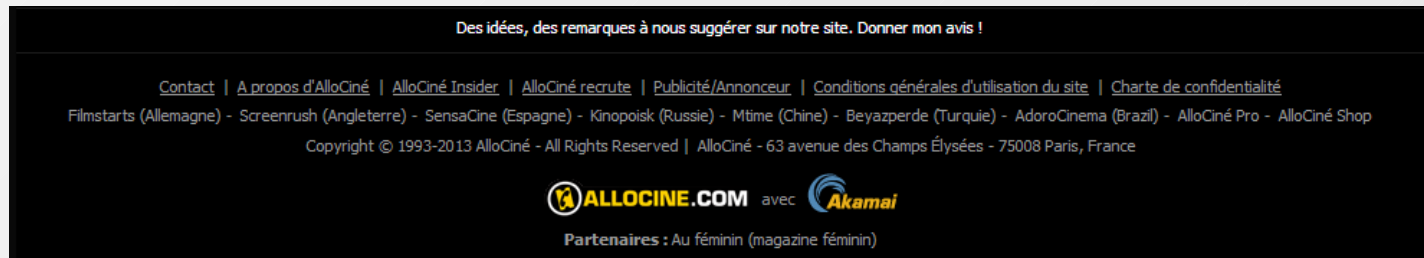 Des idées, des remarques à nous suggérer sur notre site. Donner mon avis !
Contact | A propos d'AlloCiné | AlloCiné Insider | AlloCiné recrute | Publicité/Annonceur | Conditions générales d'utilisation du site | Charte de confidentialité
Filmstarts (Allemagne) - Screenrush (Angleterre) - SensaCine (Espagne) - Kinopoisk (Russie) - Mtime (Chine) - Beyazperde (Turquie) - AdoroCinema (Brazil) - AlloCiné Pro - AlloCiné Shop
Copyright © 1993-2013 AlloCiné - All Rights Reserved | AlloCiné - 63 avenue des Champs Élysées - 75008 Paris, France
ALLOCINE.COM avec Akamai
Partenaires : Au féminin (magazine féminin)